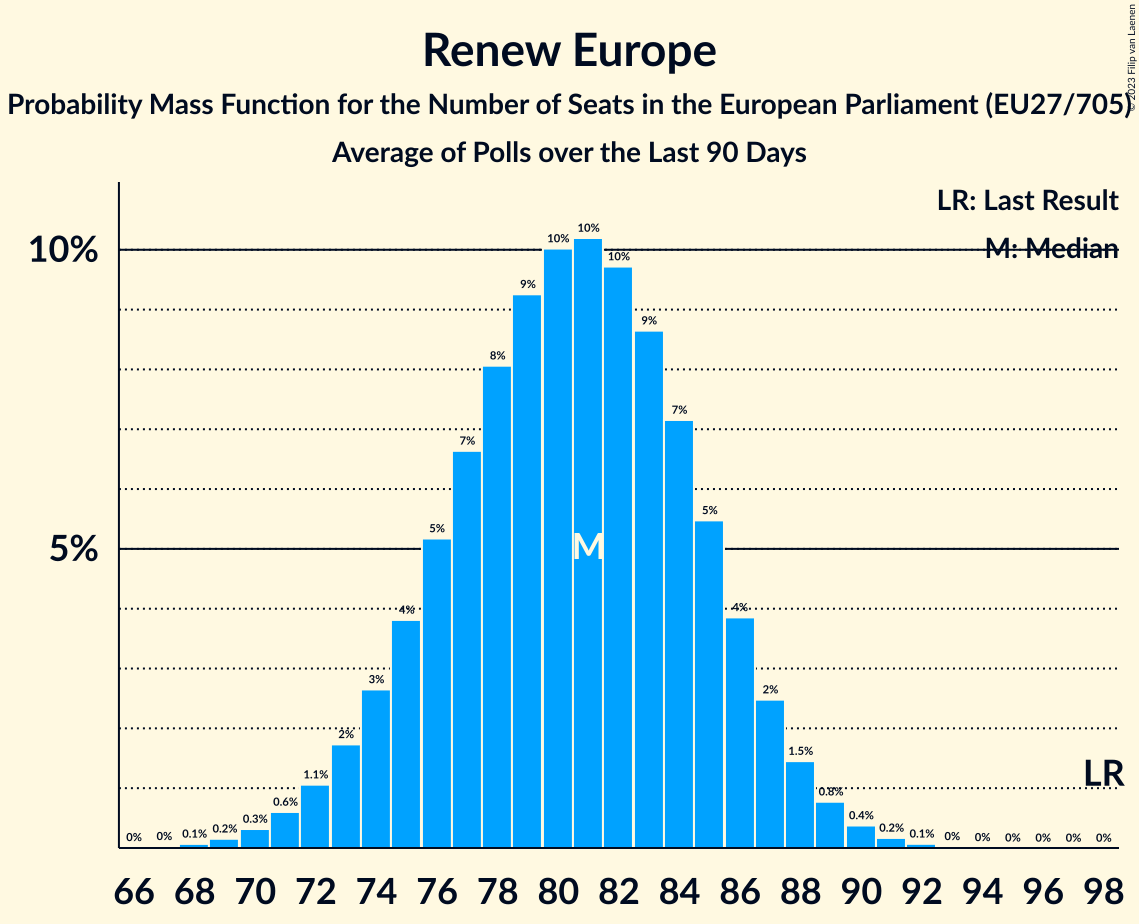 Renew Europe
Probability Mass Function for the Number of Seats in the European Parliament (EU27/705)
Average of Polls over the Last 90 Days
© 2023 Filip van Laenen
LR: Last Result
M: Median
10%
5%
0% 0% 0.1% 0.2% 0.3% 0.6% 1.1% 2% 3% 4% 5% 7% 8% 9% 10% 10% 10% 9% 7% 5% 4% 2% 1.5% 0.8% 0.4% 0.2% 0.1% 0% 0% 0% 0% 0% 0%
M
LR
66 68 70 72 74 76 78 80 82 84 86 88 90 92 94 96 98